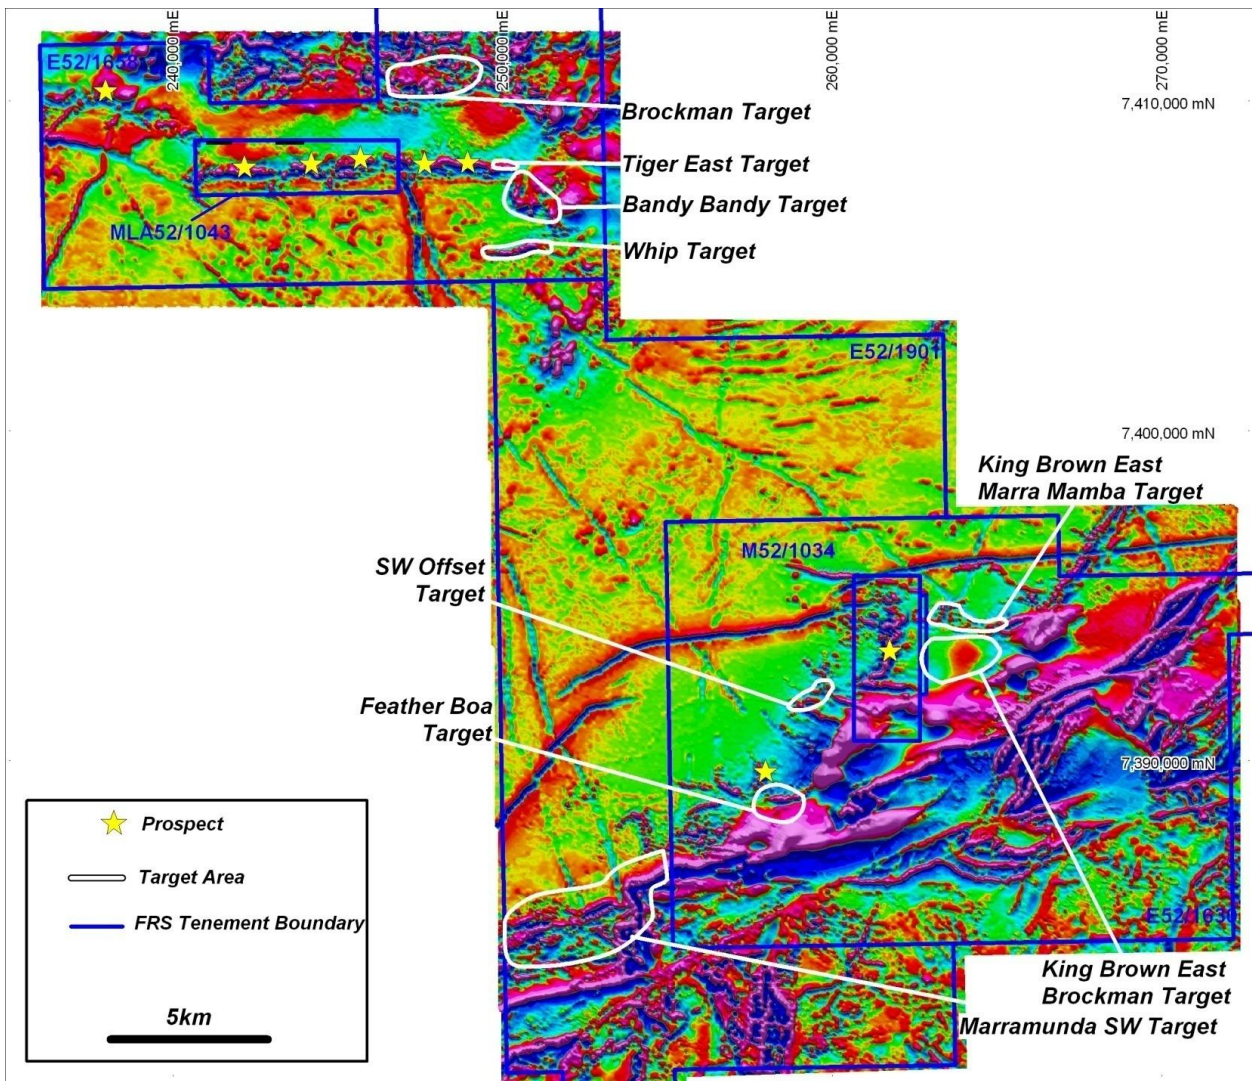 240,000 mE
250,000 mE
260,000 mE
270,000 mE
E52/1658
7,410,000 mN
Brockman Target
Tiger East Target
Bandy Bandy Target
MLA52/1043
Whip Target
E52/1901
7,400,000 mN
King Brown East
Marra Mamba Target
M52/1034
SW Offset
Target
Feather Boa
Target
7,390,000 mN
Prospect
Target Area
FRS Tenement Boundary
5km
King Brown East
Brockman Target
Marramunda SW Target